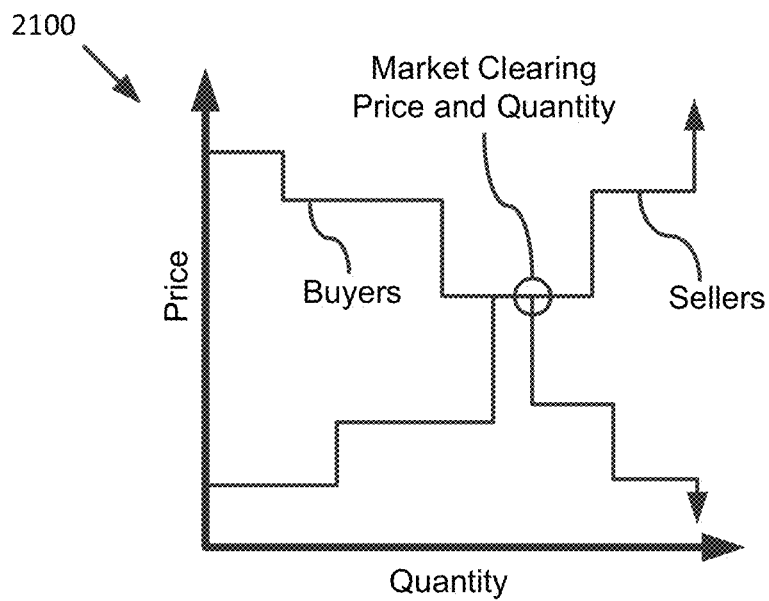 2100
Market Clearing
Price and Quantity
Price
Buyers
Sellers
Quantity